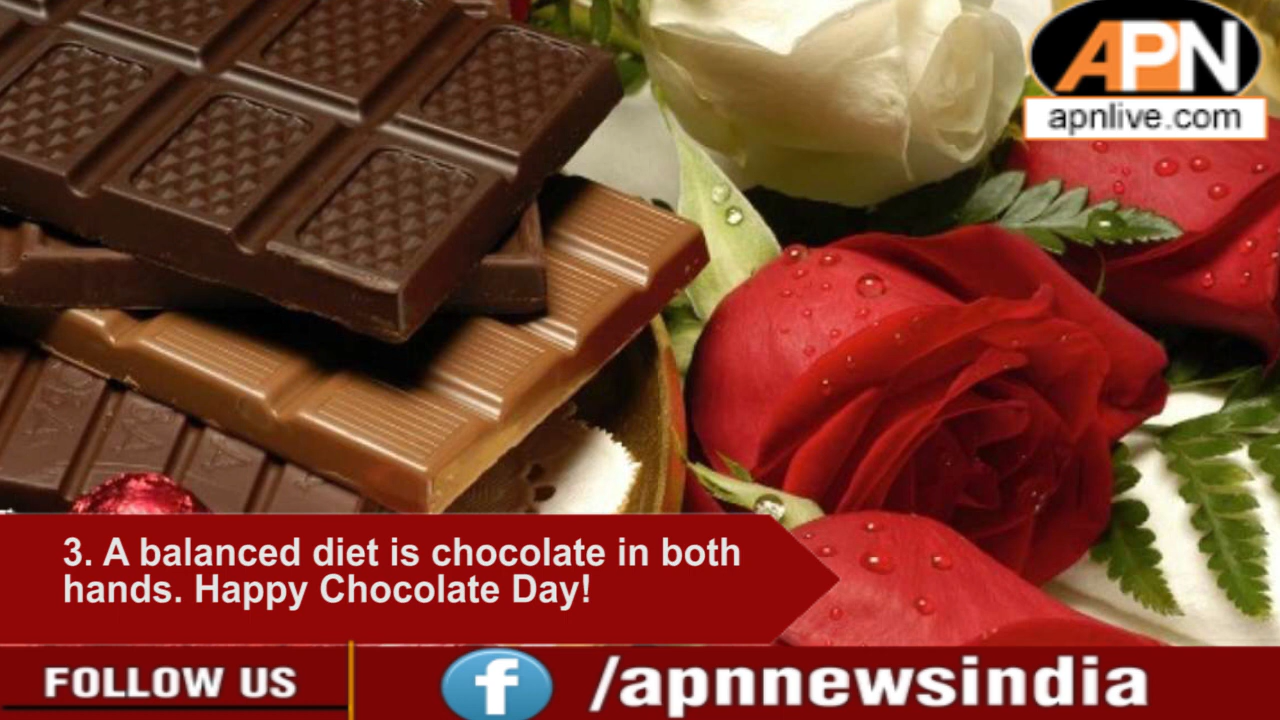 APN
apnlive.com
3. A balanced diet is chocolate in both
hands. Happy Chocolate Day!
FOLLOW US
f /apnnewsindia